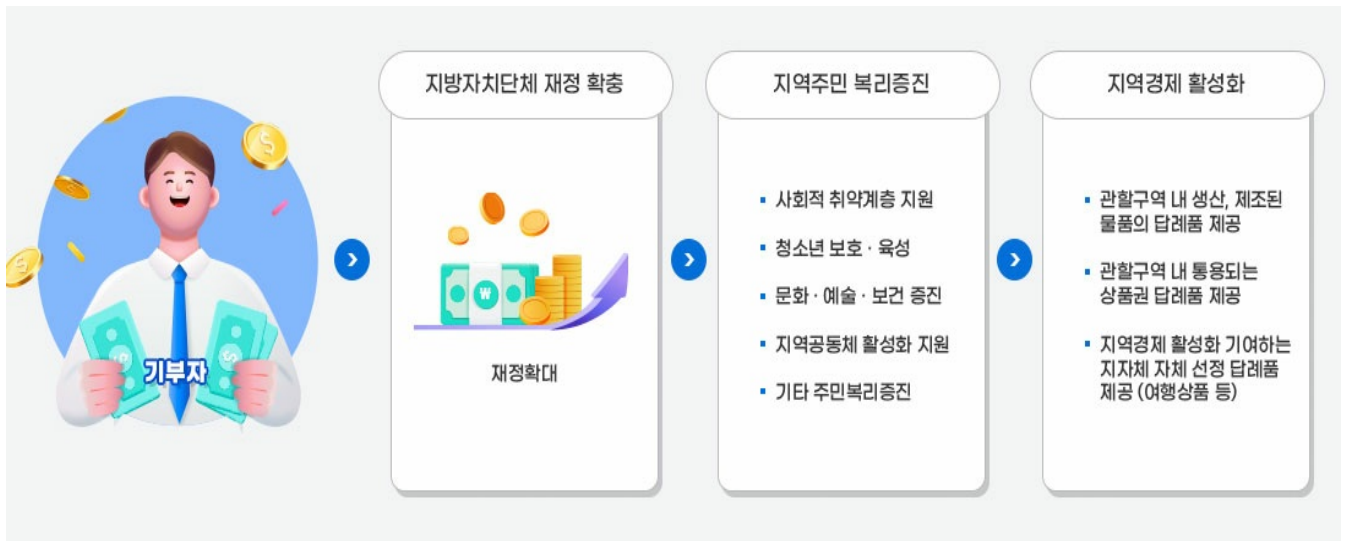 기부자
지방자치단체 재정 확충
재정확대
지역주민 복리증진
사회적 취약계층 지원
청소년 보호 · 육성
문화 · 예술 · 보건 증진
지역공동체 활성화 지원
기타 주민복리증진
지역경제 활성화
관할구역 내 생산, 제조된
물품의 답례품 제공
관할구역 내 통용되는
상품권 답례품 제공
지역경제 활성화 기여하는
지자체 자체 선정 답례품
제공 (여행상품 등)